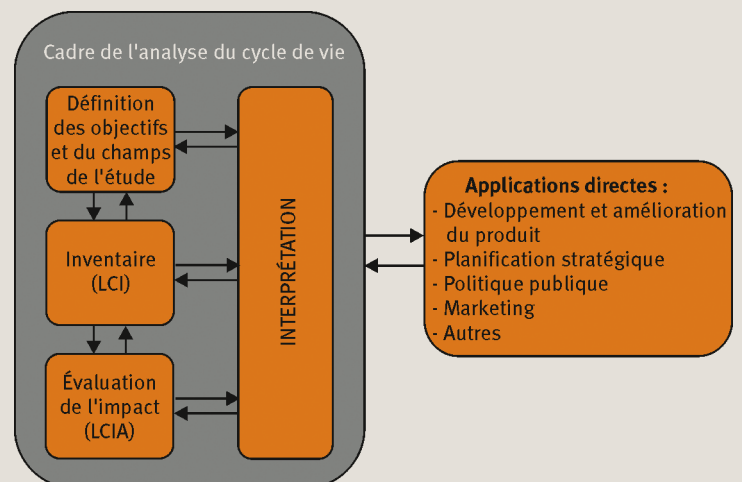 Cadre de l'analyse du cycle de vie
Définition
des objectifs
et du champs
de l'étude
Inventaire
(LCI)
Évaluation
de l'impact
(LCIA)
INTERPRÉTATION
Applications directes :
- Développement et amélioration
du produit
- Planification stratégique
- Politique publique
- Marketing
- Autres